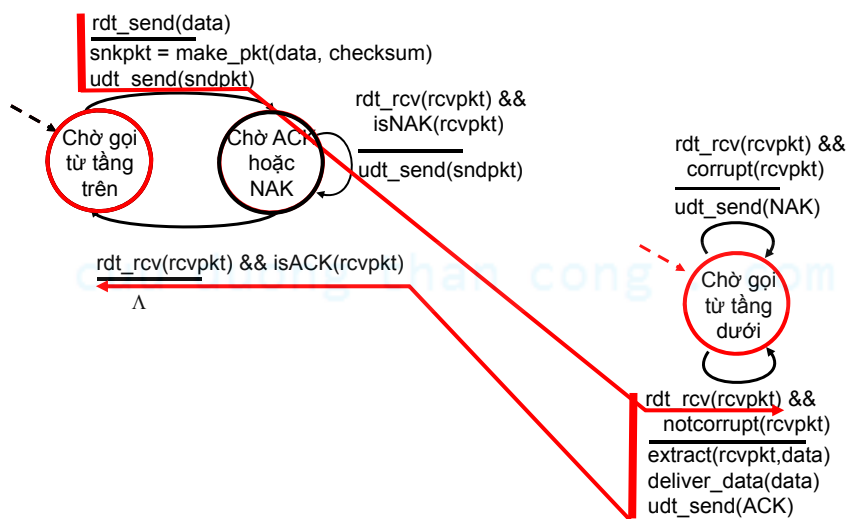 rdt_send(data)
snkpkt = make_pkt(data, checksum)
udt_send(sndpkt)
Chờ gọi
từ tầng
trên
Chờ ACK
hoặc
NAK
rdt_rcv(rcvpkt) &&
isNAK(rcvpkt)
udt_send(sndpkt)
rdt_rcv(rcvpkt) && isACK(rcvpkt)
Λ
rdt_rcv(rcvpkt) &&
corrupt(rcvpkt)
udt_send(NAK)
Chờ gọi
từ tầng
dưới
rdt_rcv(rcvpkt) &&
notcorrupt(rcvpkt)
extract(rcvpkt,data)
deliver_data(data)
udt_send(ACK)